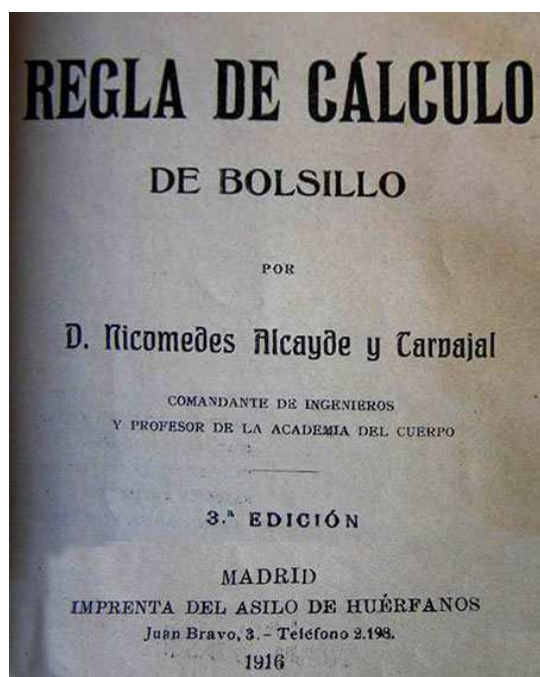 REGLA DE CÁLCULO
DE BOLSILLO
POR
D. Nicomedes Alcayde y Carvajal
COMANDANTE DE INGENIEROS
Y PROFESOR DE LA ACADEMIA DEL CUERPO
3.ª EDICIÓN
MADRID
IMPRENTA DEL ASILO DE HUÉRFANOS
Juan Bravo, 3.- Teléfono 2.198.
1916